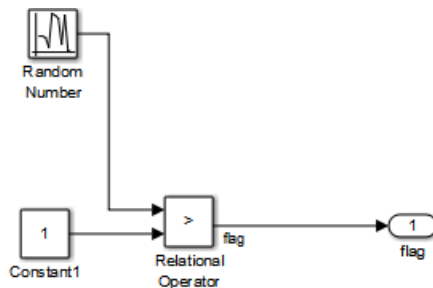 Random
Number
1
Constant1
>
Relational
Operator
flag
1
flag